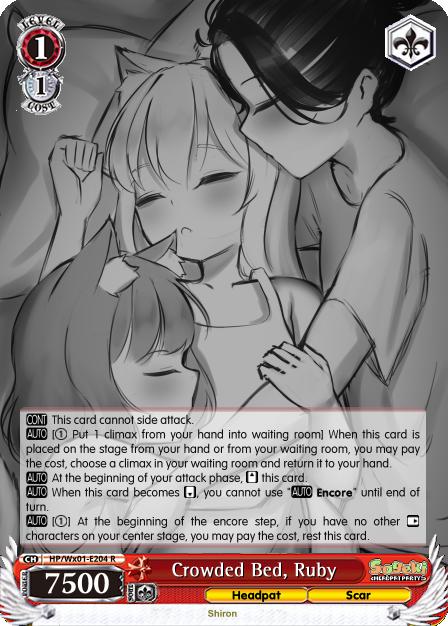 LEVEL
1
1
COST
CONT This card cannot side attack.
AUTO [① Put 1 climax from your hand into waiting room] When this card is
placed on the stage from your hand or from your waiting room, you may pay
the cost, choose a climax in your waiting room and return it to your hand.
AUTO At the beginning of your attack phase, this card.
AUTO When this card becomes , you cannot use "AUTO Encore" until end of
turn.
AUTO [①] At the beginning of the encore step, if you have no other
characters on your center stage, you may pay the cost, rest this card.
CH HP/Wx01-E204 R
POWER 7500 SOUL Crowded Bed, Ruby
Headpat Scar
Sayori
HEADPAT PARTY
Shiron